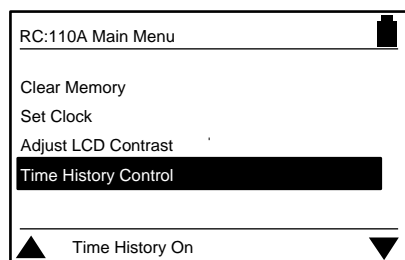 RC:110A Main Menu
Clear Memory
Set Clock
Adjust LCD Contrast
Time History Control
Time History On